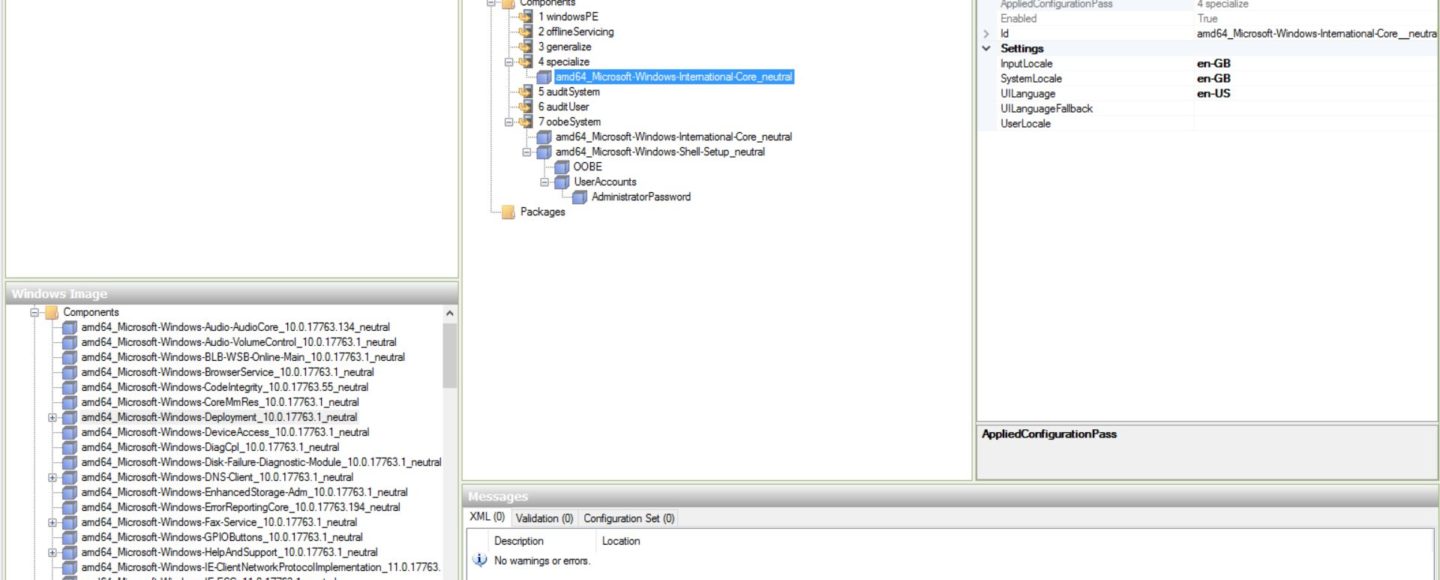 Components
1 windowsPE
2 offlineServicing
3 generalize
4 specialize
amd64_Microsoft-Windows-International-Core_neutral
5 auditSystem
6 auditUser
7 oobeSystem
amd64_Microsoft-Windows-International-Core_neutral
amd64_Microsoft-Windows-Shell-Setup_neutral
OOBE
UserAccounts
AdministratorPassword
Packages
AppliedConfigurationPass 4 specialize
Enabled True
Id amd64_Microsoft-Windows-International-Core__neutra
Settings
InputLocale en-GB
SystemLocale en-GB
UILanguage en-US
UILanguageFallback
UserLocale
AppliedConfigurationPass
Windows Image
Components
amd64_Microsoft-Windows-Audio-AudioCore_10.0.17763.134_neutral
amd64_Microsoft-Windows-Audio-VolumeControl_10.0.17763.1_neutral
amd64_Microsoft-Windows-BLB-WSB-Online-Main_10.0.17763.1_neutral
amd64_Microsoft-Windows-BrowserService_10.0.17763.1_neutral
amd64_Microsoft-Windows-CodeIntegrity_10.0.17763.55_neutral
amd64_Microsoft-Windows-CoreMmRes_10.0.17763.1_neutral
amd64_Microsoft-Windows-Deployment_10.0.17763.1_neutral
amd64_Microsoft-Windows-DeviceAccess_10.0.17763.1_neutral
amd64_Microsoft-Windows-DiagCpl_10.0.17763.1_neutral
amd64_Microsoft-Windows-Disk-Failure-Diagnostic-Module_10.0.17763.1_neutral
amd64_Microsoft-Windows-DNS-Client_10.0.17763.1_neutral
amd64_Microsoft-Windows-EnhancedStorage-Adm_10.0.17763.1_neutral
amd64_Microsoft-Windows-ErrorReportingCore_10.0.17763.194_neutral
amd64_Microsoft-Windows-Fax-Service_10.0.17763.1_neutral
amd64_Microsoft-Windows-GPIOButtons_10.0.17763.1_neutral
amd64_Microsoft-Windows-HelpAndSupport_10.0.17763.1_neutral
amd64_Microsoft-Windows-IE-ClientNetworkProtocolImplementation_11.0.17763.
Messages
XML (0) Validation (0) Configuration Set (0)
Description Location
No warnings or errors.